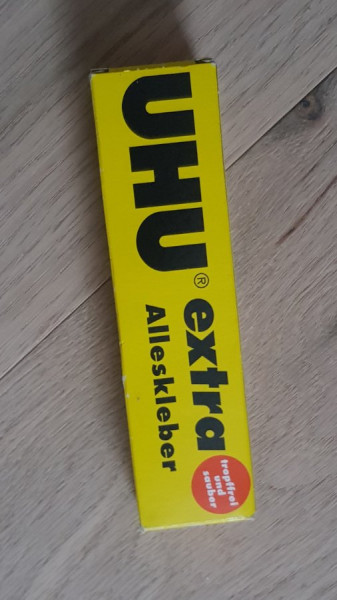 UHU® extra
Alleskleber
tropffrei
und
sauber